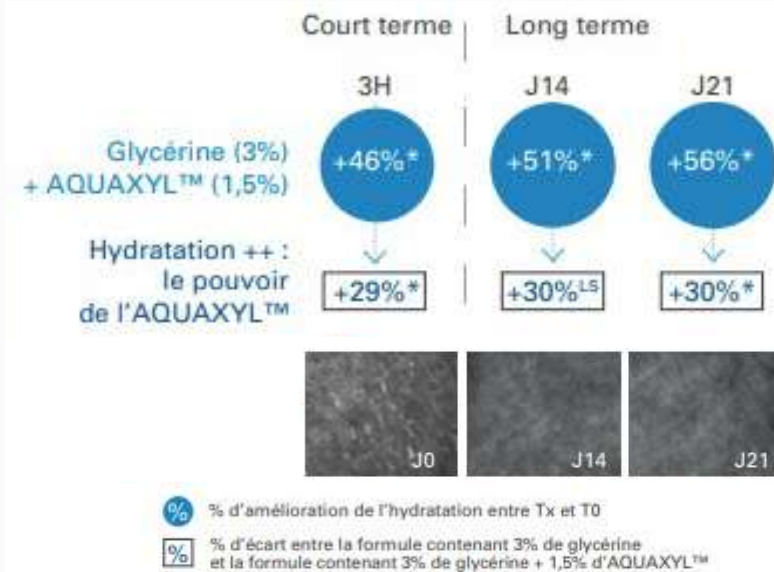 Court terme
Long terme
3H
J14
J21
Glycérine (3%)
+ AQUAXYL™ (1,5%)
+46%*
+51%*
+56%*
Hydratation ++ :
le pouvoir
de l'AQUAXYL™
+29%*
+30%LS
+30%*
J0
J14
J21
% % d'amélioration de l'hydratation entre Tx et T0
% % d'écart entre la formule contenant 3% de glycérine
et la formule contenant 3% de glycérine + 1,5% d'AQUAXYL™